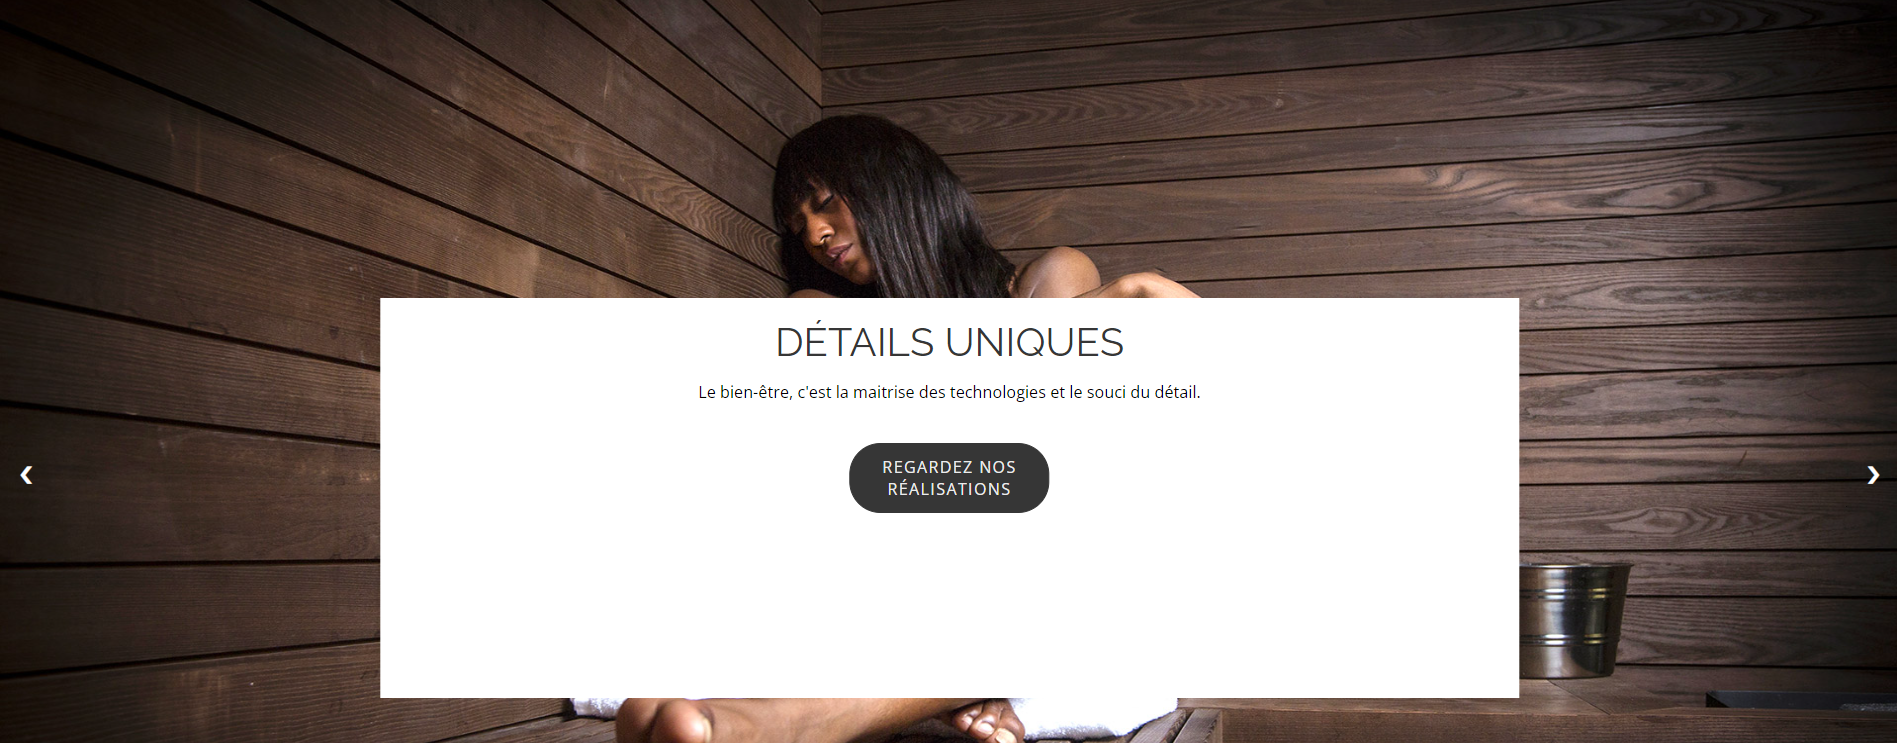 DÉTAILS UNIQUES
Le bien-être, c'est la maitrise des technologies et le souci du détail.
REGARDEZ NOS
RÉALISATIONS